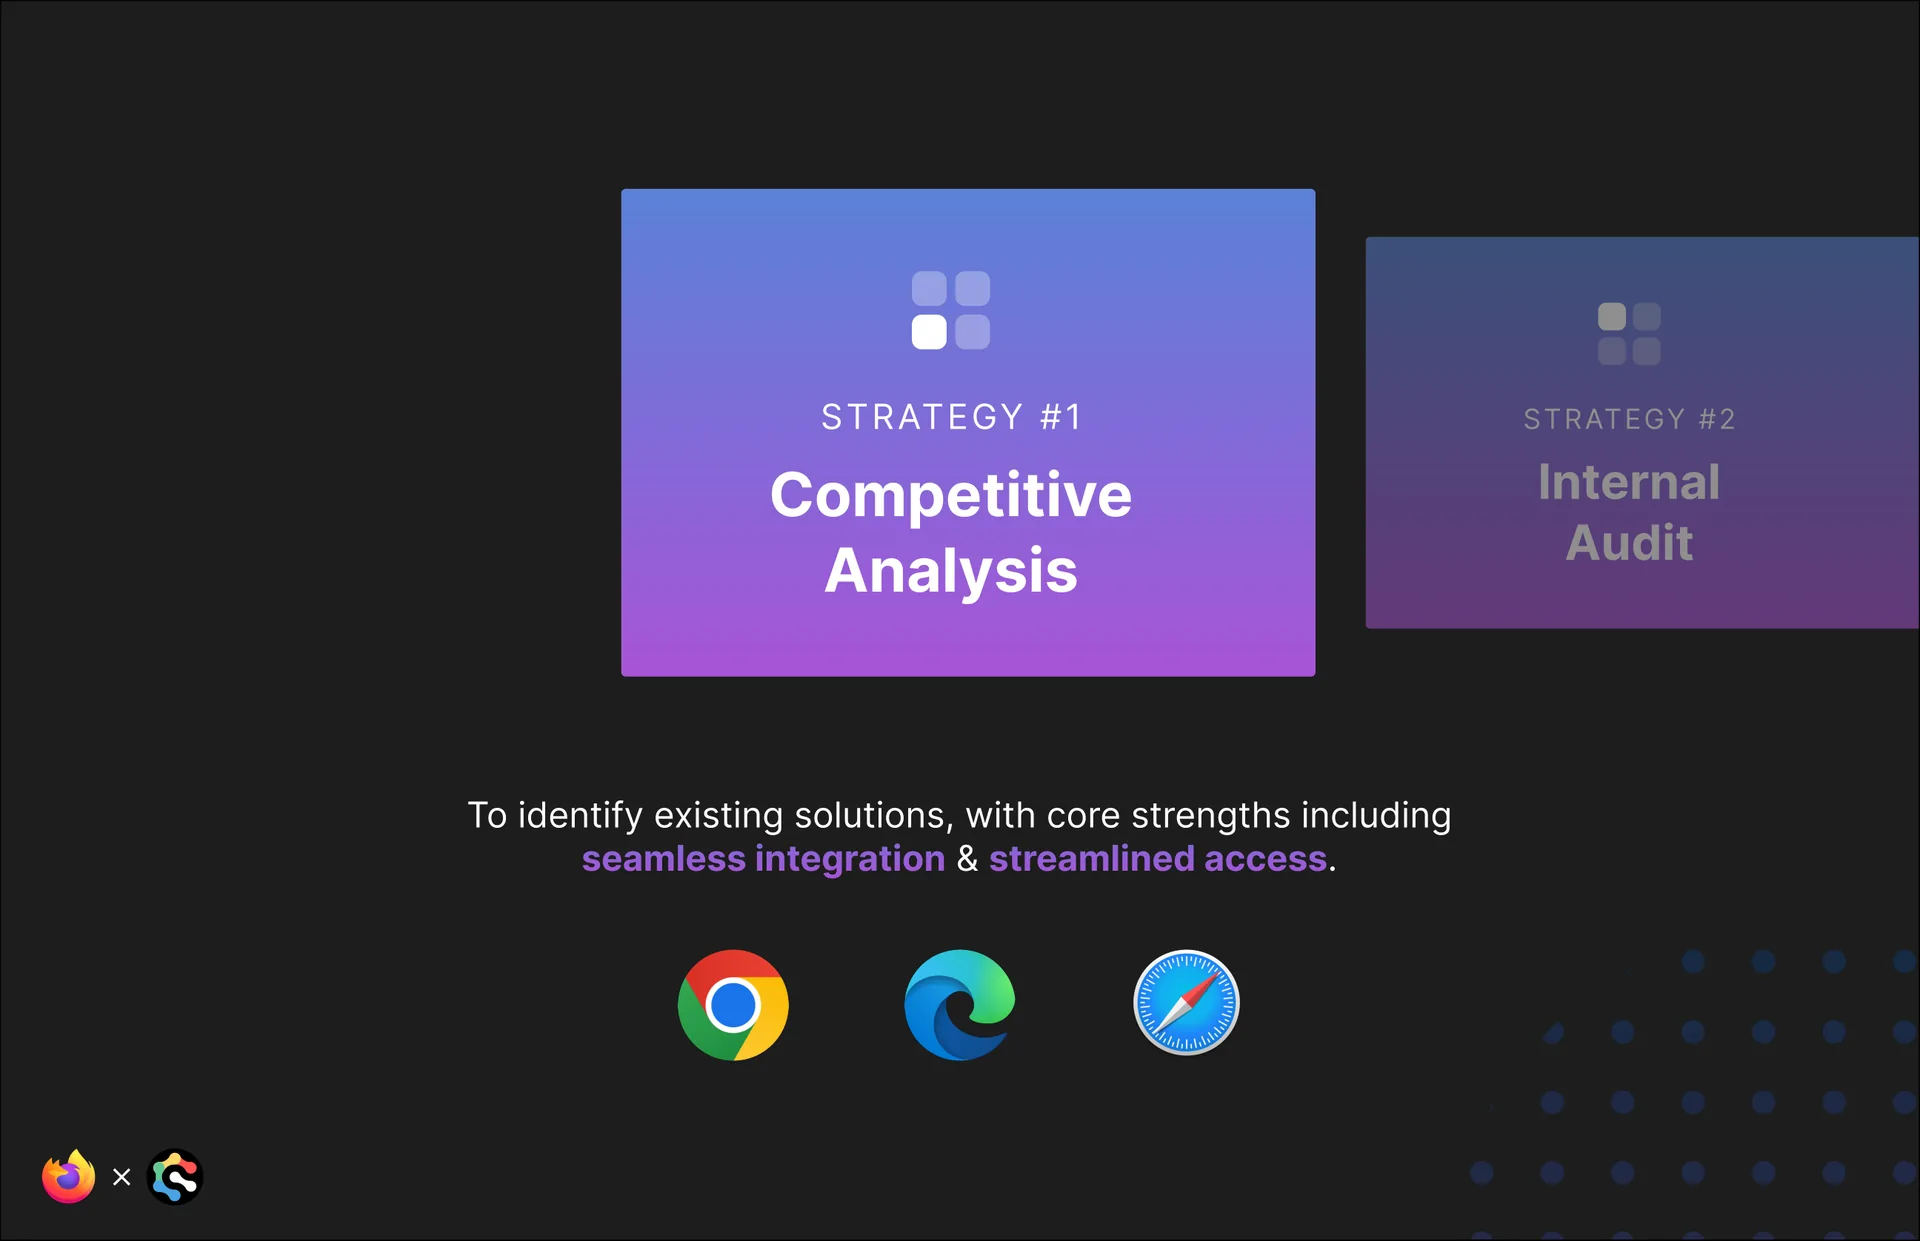 STRATEGY #1
Competitive
Analysis
STRATEGY #2
Internal
Audit
To identify existing solutions, with core strengths including
seamless integration & streamlined access.